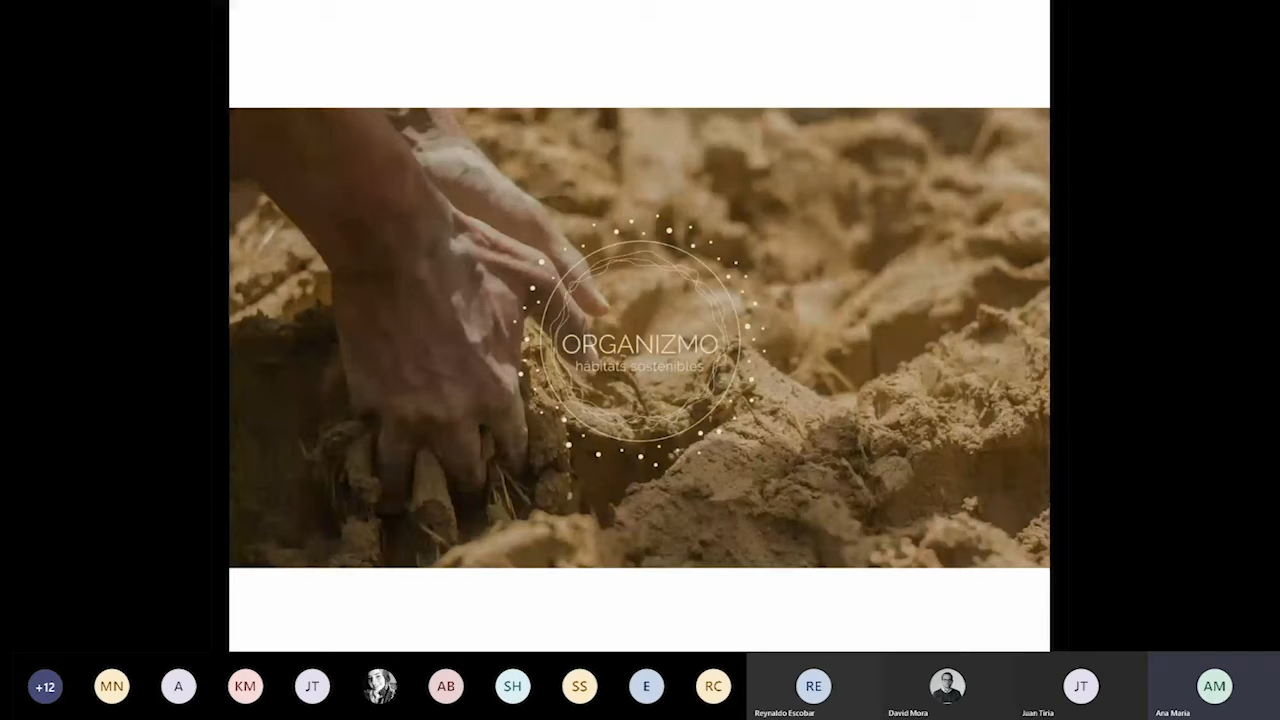 ORGANIZMO
hábitats sostenibles
+12
MN
A
KM
JT
AB
SH
SS
E
RC
RE
JT
AM
Reynaldo Escobar
David Mora
Juan Tiria
Ana Maria